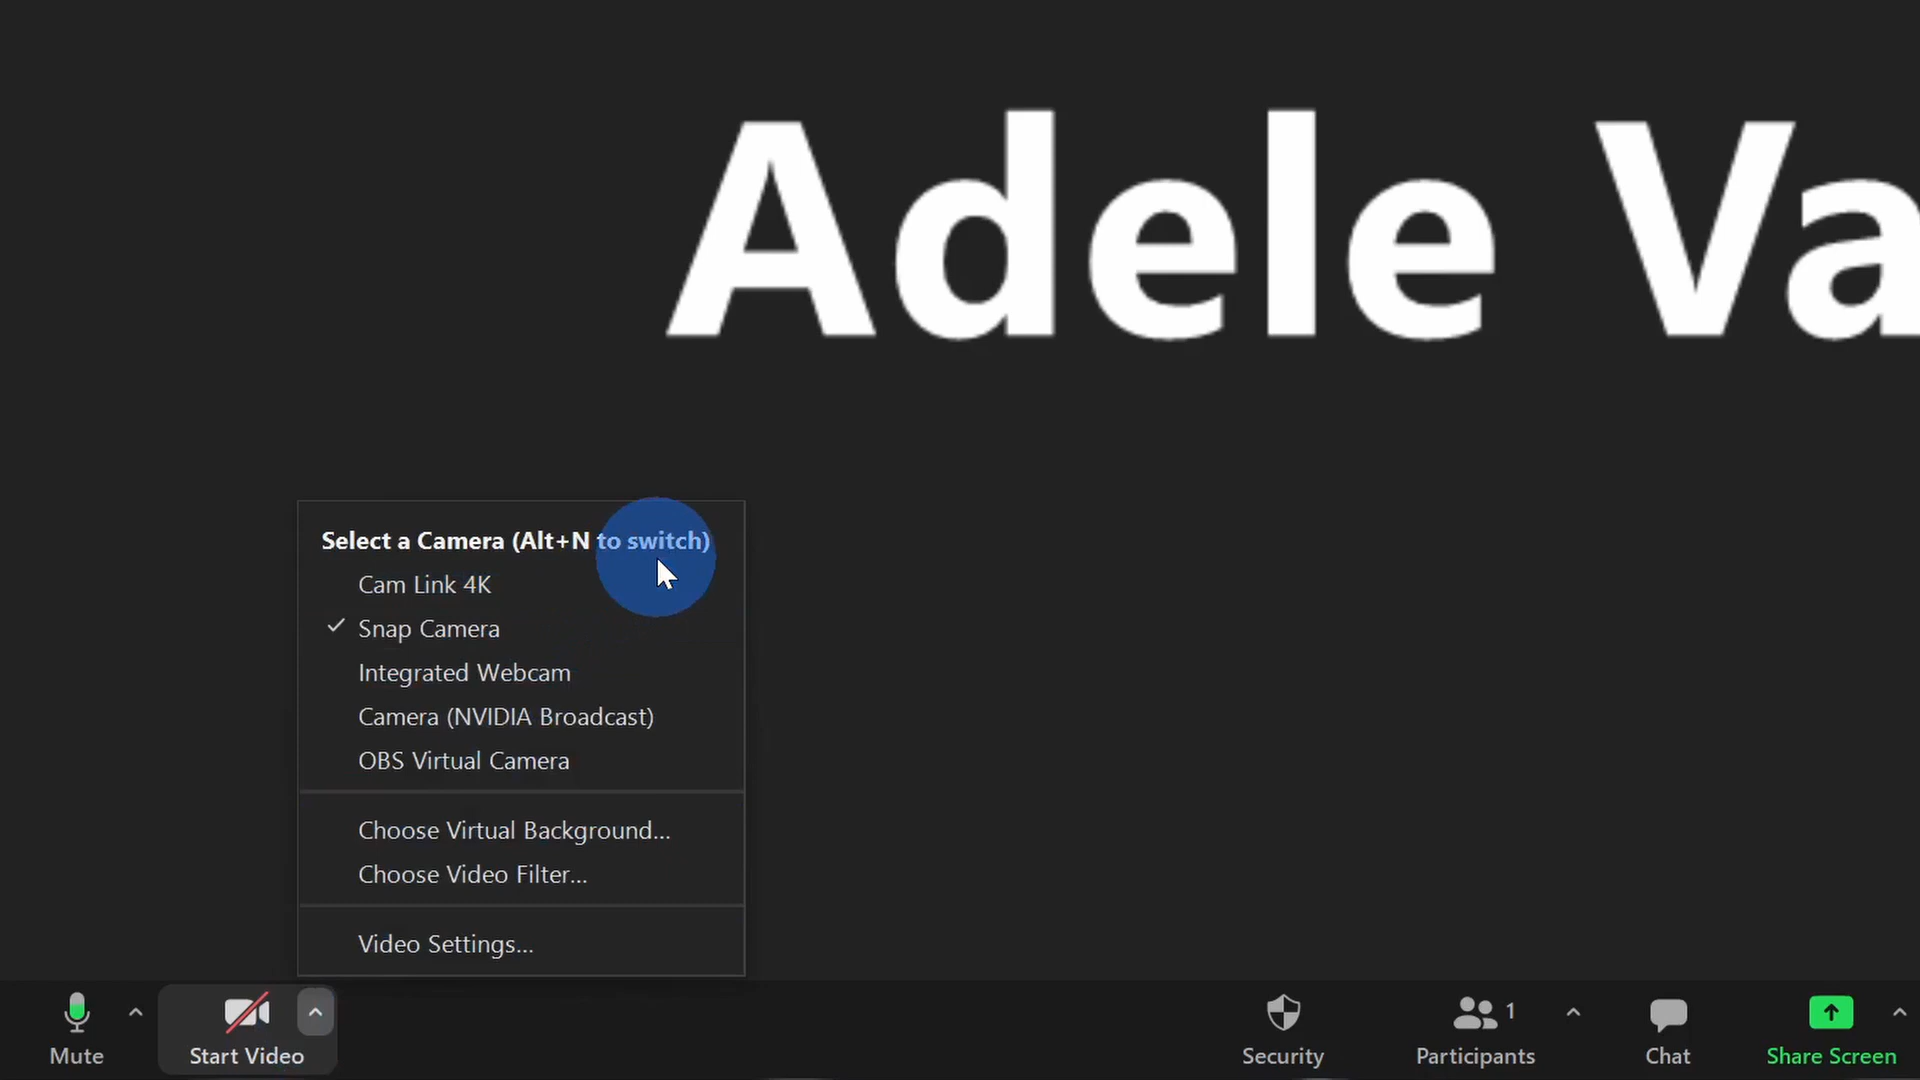 Adele Va
Select a Camera (Alt+N to switch)
Cam Link 4K
Snap Camera
Integrated Webcam
Camera (NVIDIA Broadcast)
OBS Virtual Camera
Choose Virtual Background...
Choose Video Filter...
Video Settings...
Mute
Start Video
Security
1
Participants
Chat
Share Screen